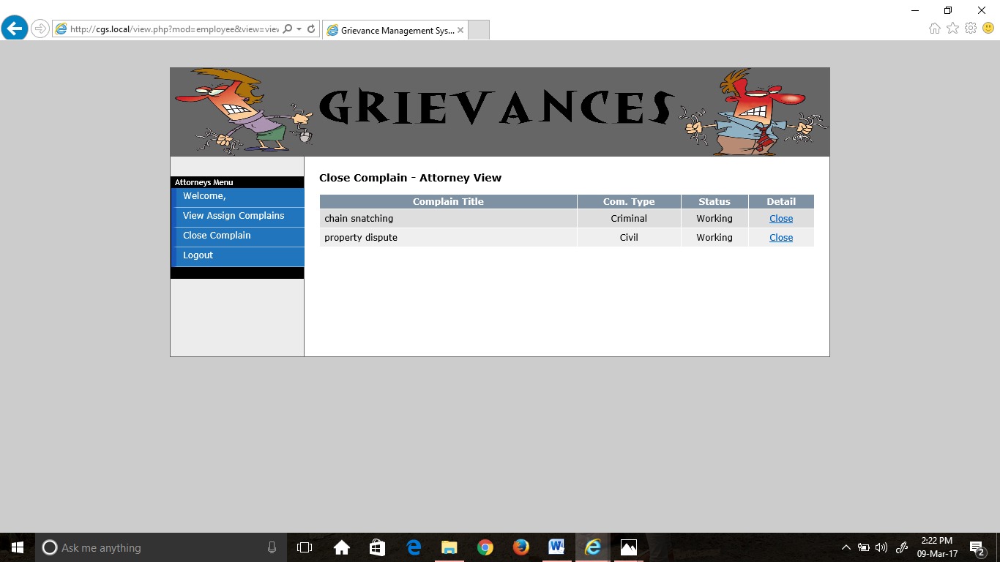 http://cgs.local/view.php?mod=employee&view=viev
Grievance Management Sys...
GRIEVANCES
Attorneys Menu
Welcome,
View Assign Complains
Close Complain
Logout
Close Complain - Attorney View
Complain Title Com. Type Status Detail
chain snatching Criminal Working Close
property dispute Civil Working Close
Ask me anything
2:22 PM
09-Mar-17
2